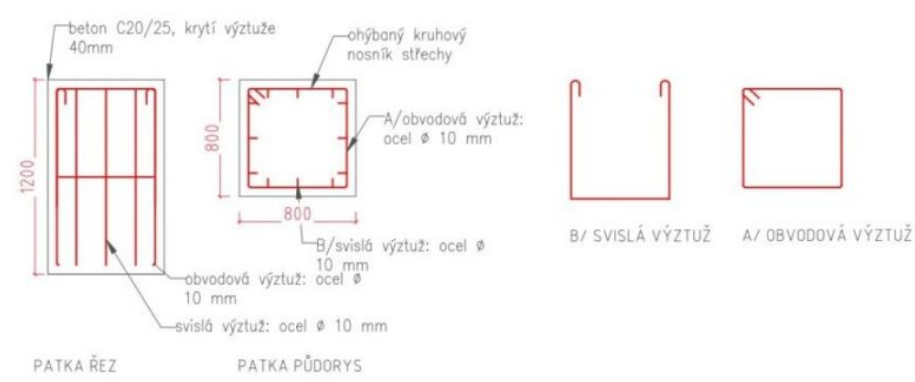 beton C20/25, krytí výztuže
40mm
1200
obvodová výztuž: ocel ø
10 mm
svislá výztuž: ocel ø 10 mm
PATKA ŘEZ
ohýbaný kruhový
nosník střechy
800
A/obvodová výztuž:
ocel ø 10 mm
800
B/svislá výztuž: ocel ø
10 mm
PATKA PŮDORYS
B/ SVISLÁ VÝZTUŽ
A/ OBVODOVÁ VÝZTUŽ